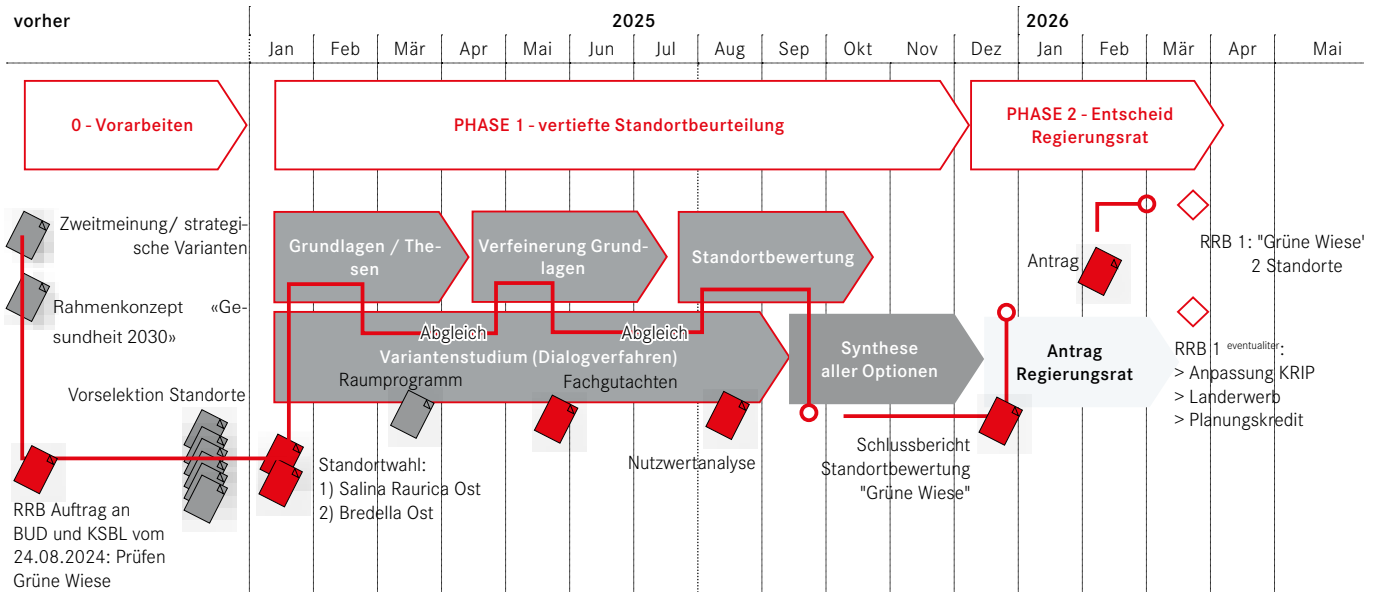 vorher
2025
2026
Jan
Feb
Mär
Apr
Mai
Jun
Jul
Aug
Sep
Okt
Nov
Dez
Jan
Feb
Mär
Apr
Mai
0 - Vorarbeiten
PHASE 1 - vertiefte Standortbeurteilung
PHASE 2 - Entscheid
Regierungsrat
Zweitmeinung/ strategi-
sche Varianten
Rahmenkonzept «Ge-
sundheit 2030»
Vorselektion Standorte
RRB Auftrag an
BUD und KSBL vom
24.08.2024: Prüfen
Grüne Wiese
Grundlagen / The-
sen
Verfeinerung Grund-
lagen
Standortbewertung
Abgleich
Abgleich
Variantenstudium (Dialogverfahren)
Raumprogramm
Fachgutachten
Nutzwertanalyse
Standortwahl:
1) Salina Raurica Ost
2) Bredella Ost
Synthese
aller Optionen
Schlussbericht
Standortbewertung
"Grüne Wiese"
Antrag
Regierungsrat
Antrag
RRB 1: "Grüne Wiese'
2 Standorte
RRB 1 eventualiter:
> Anpassung KRIP
> Landerwerb
> Planungskredit